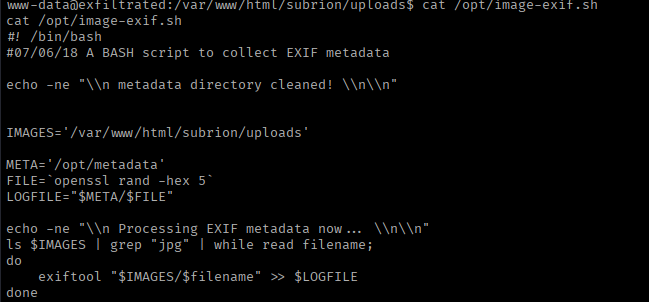 www-data@exfiltrated:/var/www/html/subrion/uploads$ cat /opt/image-exif.sh
cat /opt/image-exif.sh
#! /bin/bash
#07/06/18 A BASH script to collect EXIF metadata
echo -ne "\\n metadata directory cleaned! \\n\\n"
IMAGES='/var/www/html/subrion/uploads'
META='/opt/metadata'
FILE=`openssl rand -hex 5`
LOGFILE="$META/$FILE"
echo -ne "\\n Processing EXIF metadata now... \\n\\n"
ls $IMAGES | grep "jpg" | while read filename;
do
    exiftool "$IMAGES/$filename" >> $LOGFILE
done